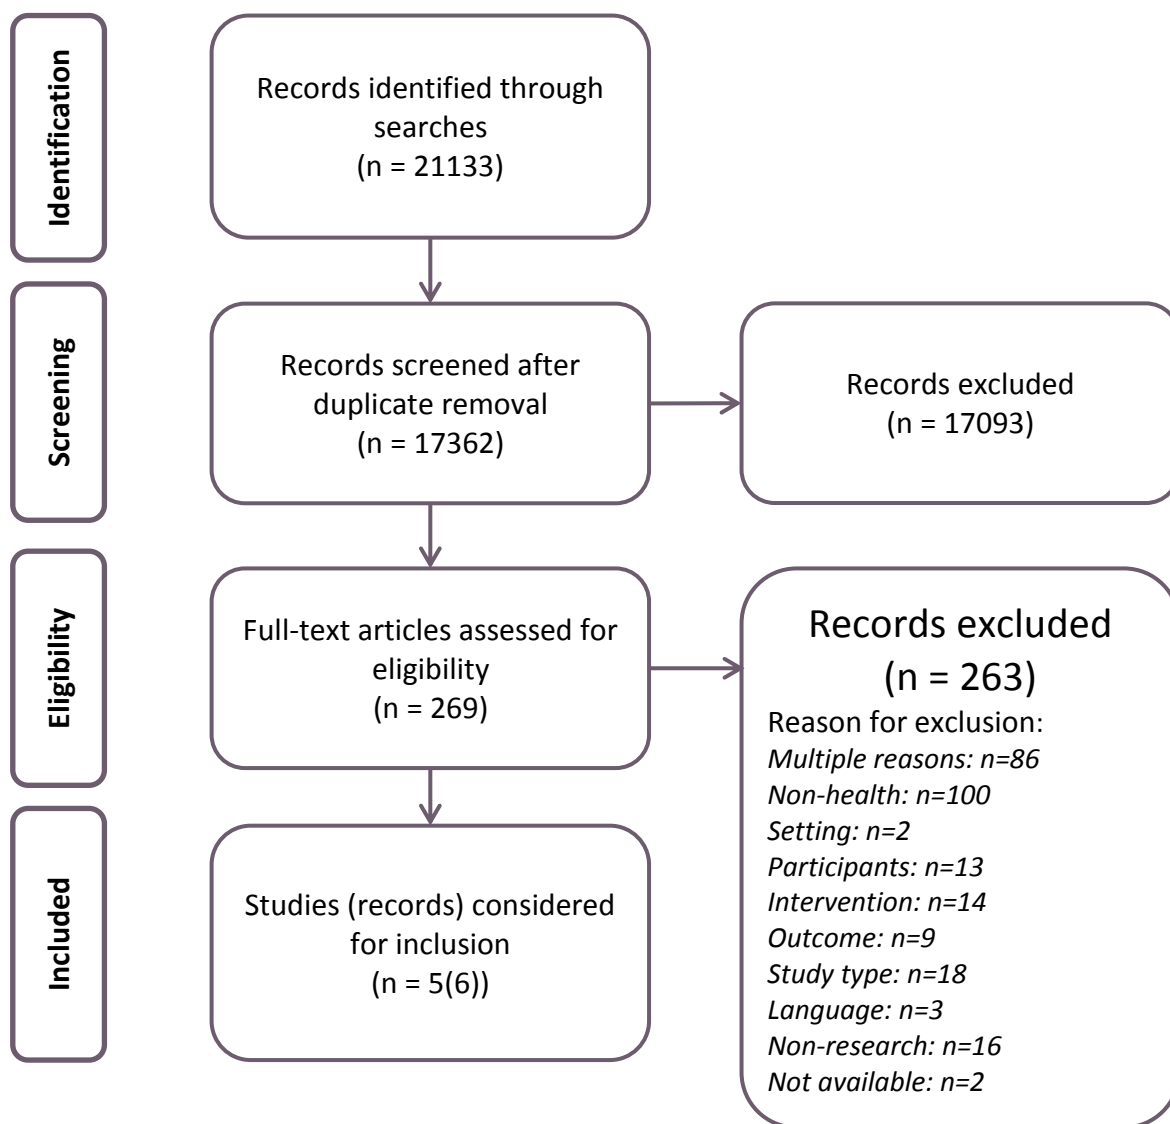 Identification
Records identified through
searches
(n = 21133)
Screening
Records screened after
duplicate removal
(n = 17362)
Records excluded
(n = 17093)
Eligibility
Full-text articles assessed for
eligibility
(n = 269)
Records excluded
(n = 263)
Reason for exclusion:
Multiple reasons: n=86
Non-health: n=100
Setting: n=2
Participants: n=13
Intervention: n=14
Outcome: n=9
Study type: n=18
Language: n=3
Non-research: n=16
Not available: n=2
Included
Studies (records) considered
for inclusion
(n = 5(6))